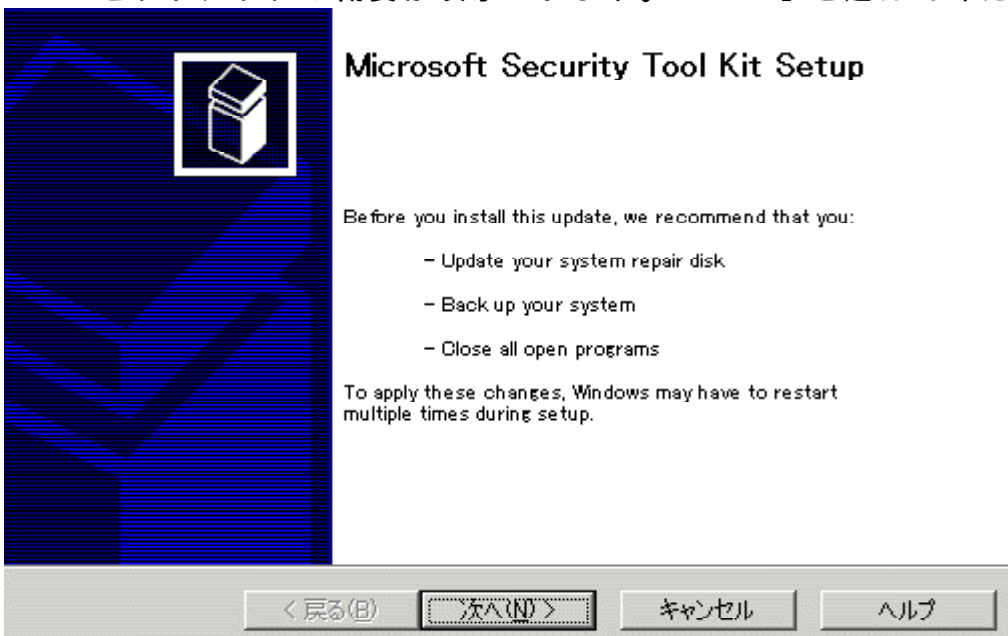 Microsoft Security Tool Kit Setup
Before you install this update, we recommend that you:
- Update your system repair disk
- Back up your system
- Close all open programs
To apply these changes, Windows may have to restart
multiple times during setup.
< 戻る(B) 次へ(N) > キャンセル ヘルプ